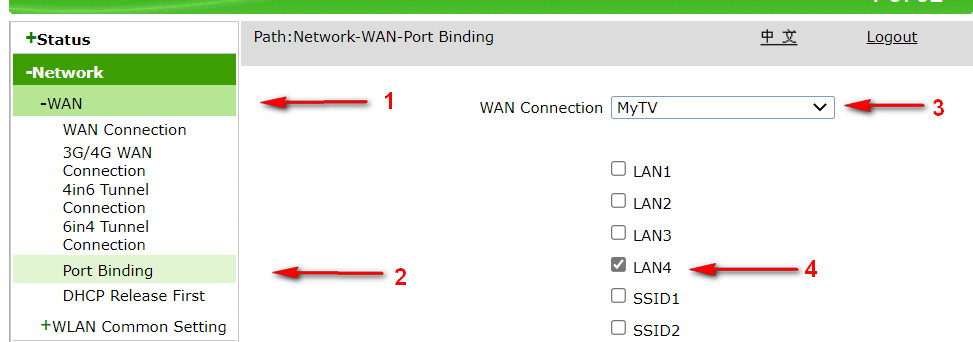 +Status
Path:Network-WAN-Port Binding
中 文
Logout
-Network
-WAN
1
WAN Connection
MyTV
3
WAN Connection
3G/4G WAN
Connection
4in6 Tunnel
Connection
6in4 Tunnel
Connection
Port Binding
2
DHCP Release First
+WLAN Common Setting
LAN1
LAN2
LAN3
LAN4
4
SSID1
SSID2